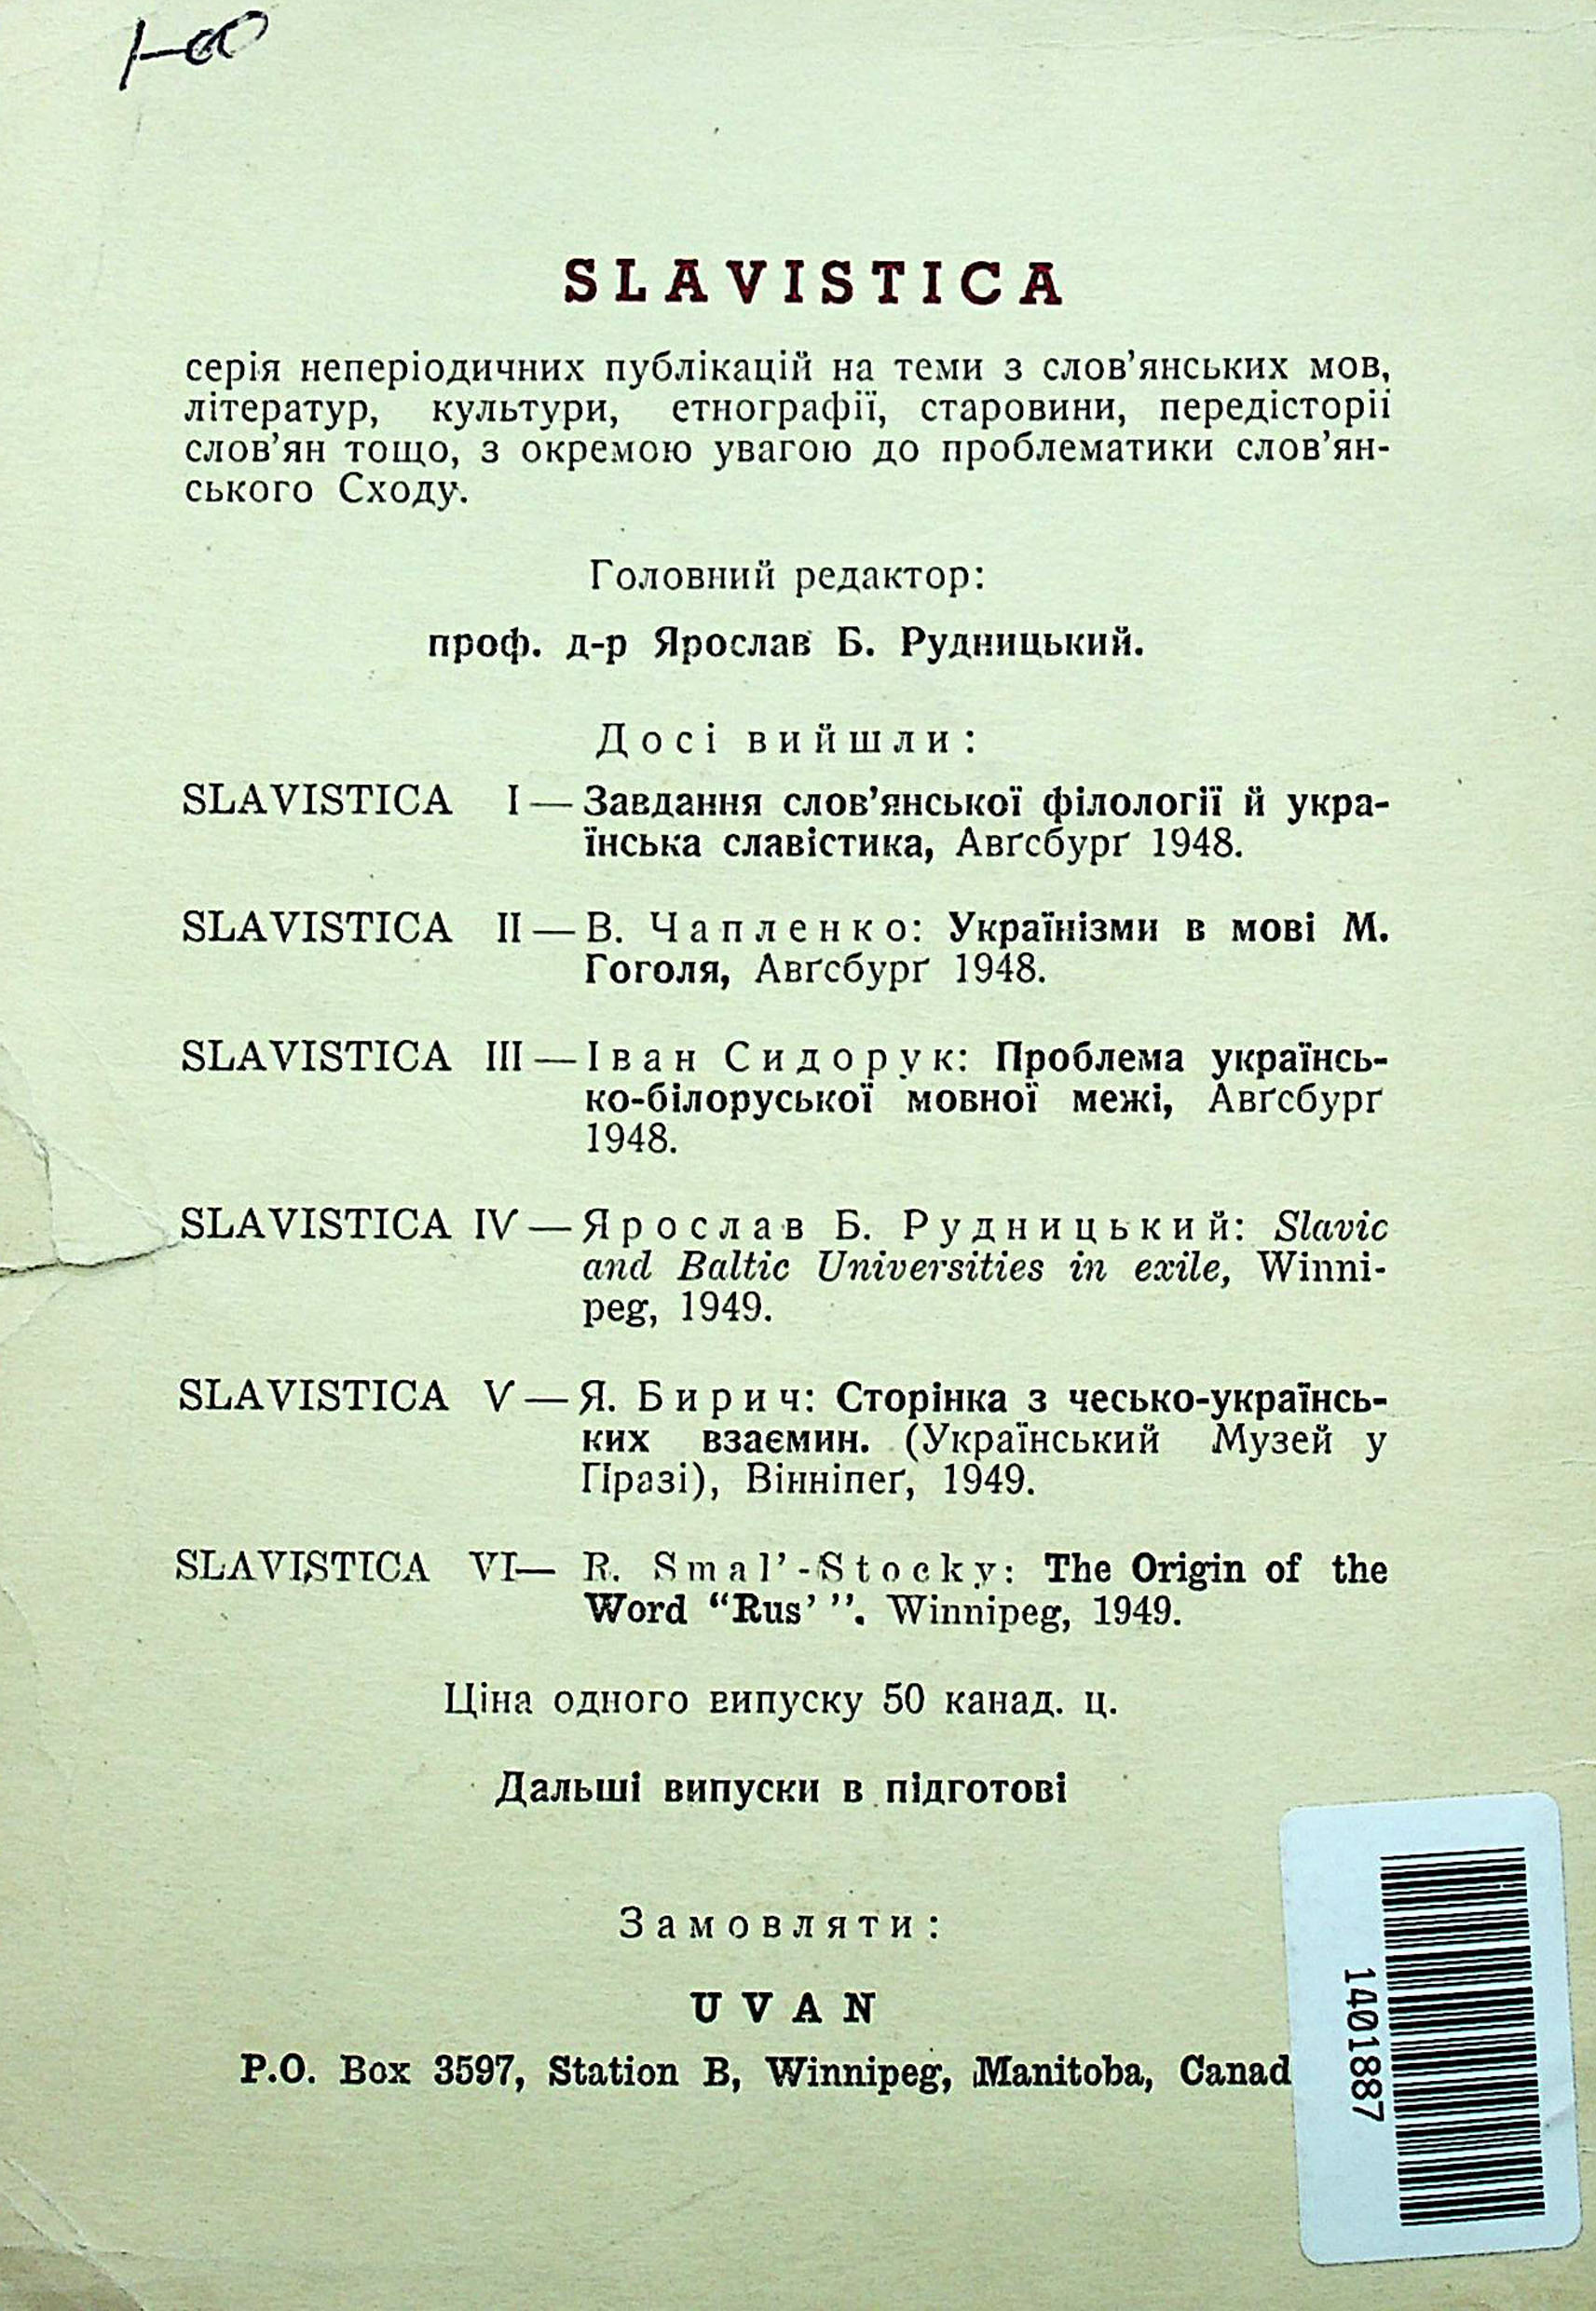 SLAVISTICA
серія неперіодичних публікацій на теми з слов’янських мов,
літератур, культури, етнографії, старовини, передісторії
слов’ян тощо, з окремою увагою до проблематики слов’ян-
ського Сходу.
Головний редактор:
проф. д-р Ярослав Б. Рудницький.
Досі вийшли:
SLAVISTICA I — Завдання слов’янської філології й укра-
їнська славістика, Авґсбурґ 1948.
SLAVISTICA II — В. Чапленко: Українізми в мові М.
Гоголя, Авґсбурґ 1948.
SLAVISTICA III — Іван Сидорук: Проблема українсь-
ко-білоруської мовної межі, Авґсбурґ
1948.
SLAVISTICA IV — Ярослав Б. Рудницький: Slavic
and Baltic Universities in exile, Winni-
peg, 1949.
SLAVISTICA V — Я. Бирич: Сторінка з чесько-українсь-
ких взаємин. (Український Музей у
Празі), Вінніпеґ, 1949.
SLAVISTICA VI — R. Smal’-Stocky: The Origin of the
Word “Rus’ ”. Winnipeg, 1949.
Ціна одного випуску 50 канад. ц.
Дальші випуски в підготові
Замовляти:
UVAN
P.O. Box 3597, Station B, Winnipeg, Manitoba, Canad
1401887